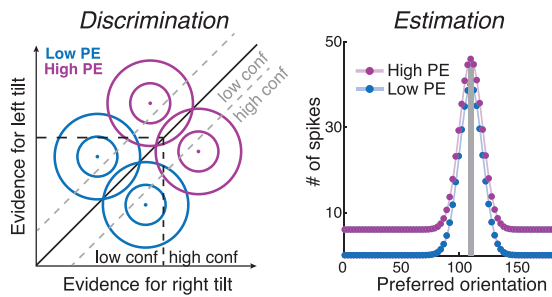 Discrimination
Low PE
High PE
low conf
high conf
Evidence for left tilt
low conf
high conf
Evidence for right tilt
Estimation
50
30
10
# of spikes
High PE
Low PE
0
50
100
150
Preferred orientation